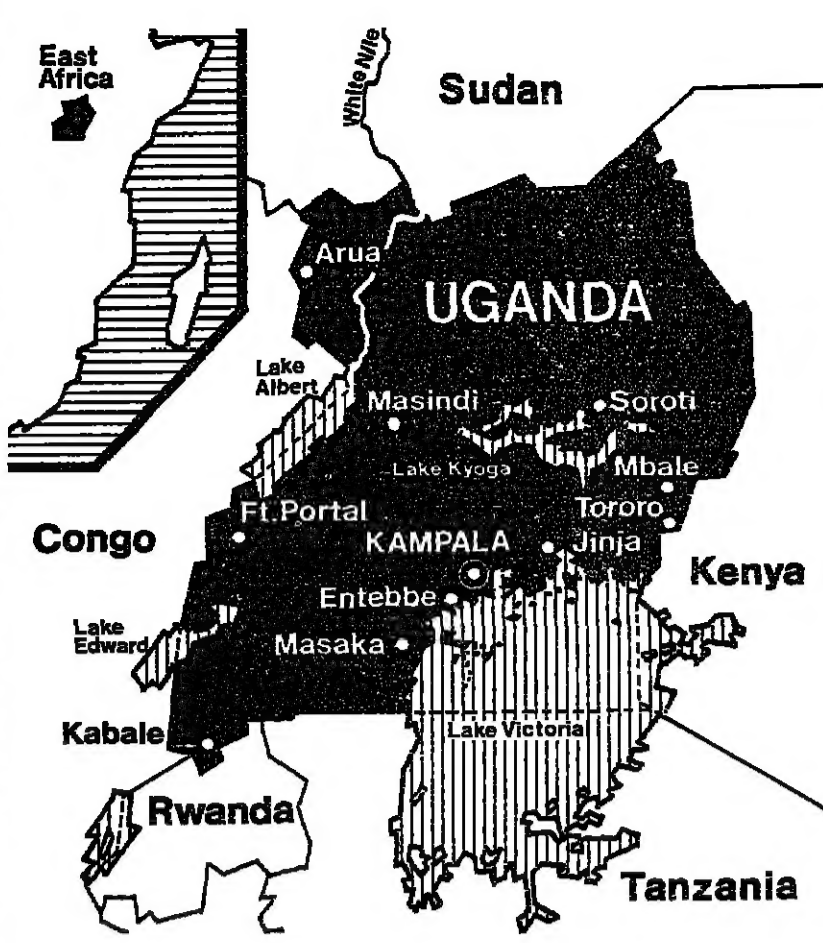 East
Africa
White Nile
Sudan
Arua
UGANDA
Lake
Albert
Masindi
Soroti
Lake Kyoga
Mbale
Ft.Portal
Tororo
Congo
KAMPALA
Jinja
Kenya
Entebbe
Lake
Edward
Masaka
Kabale
Lake Victoria
Rwanda
Tanzania